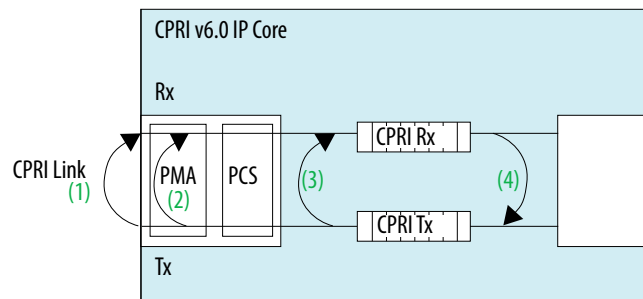 CPRI v6.0 IP Core
Rx
CPRI Rx
CPRI Link
(1)
PMA
(2)
PCS
(3)
(4)
CPRI Tx
Tx